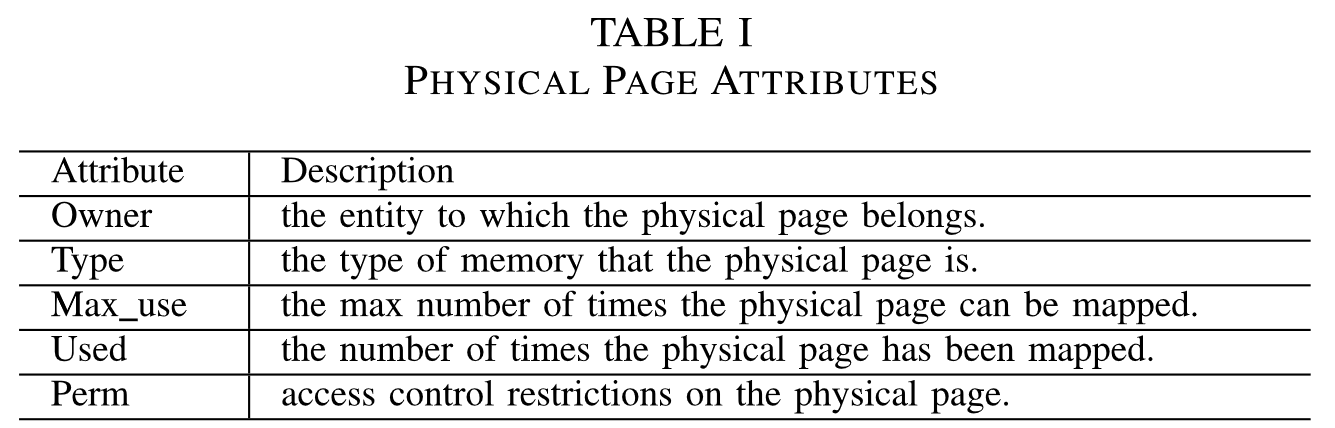 TABLE I
PHYSICAL PAGE ATTRIBUTES
Attribute Description
Owner the entity to which the physical page belongs.
Type the type of memory that the physical page is.
Max_use the max number of times the physical page can be mapped.
Used the number of times the physical page has been mapped.
Perm access control restrictions on the physical page.